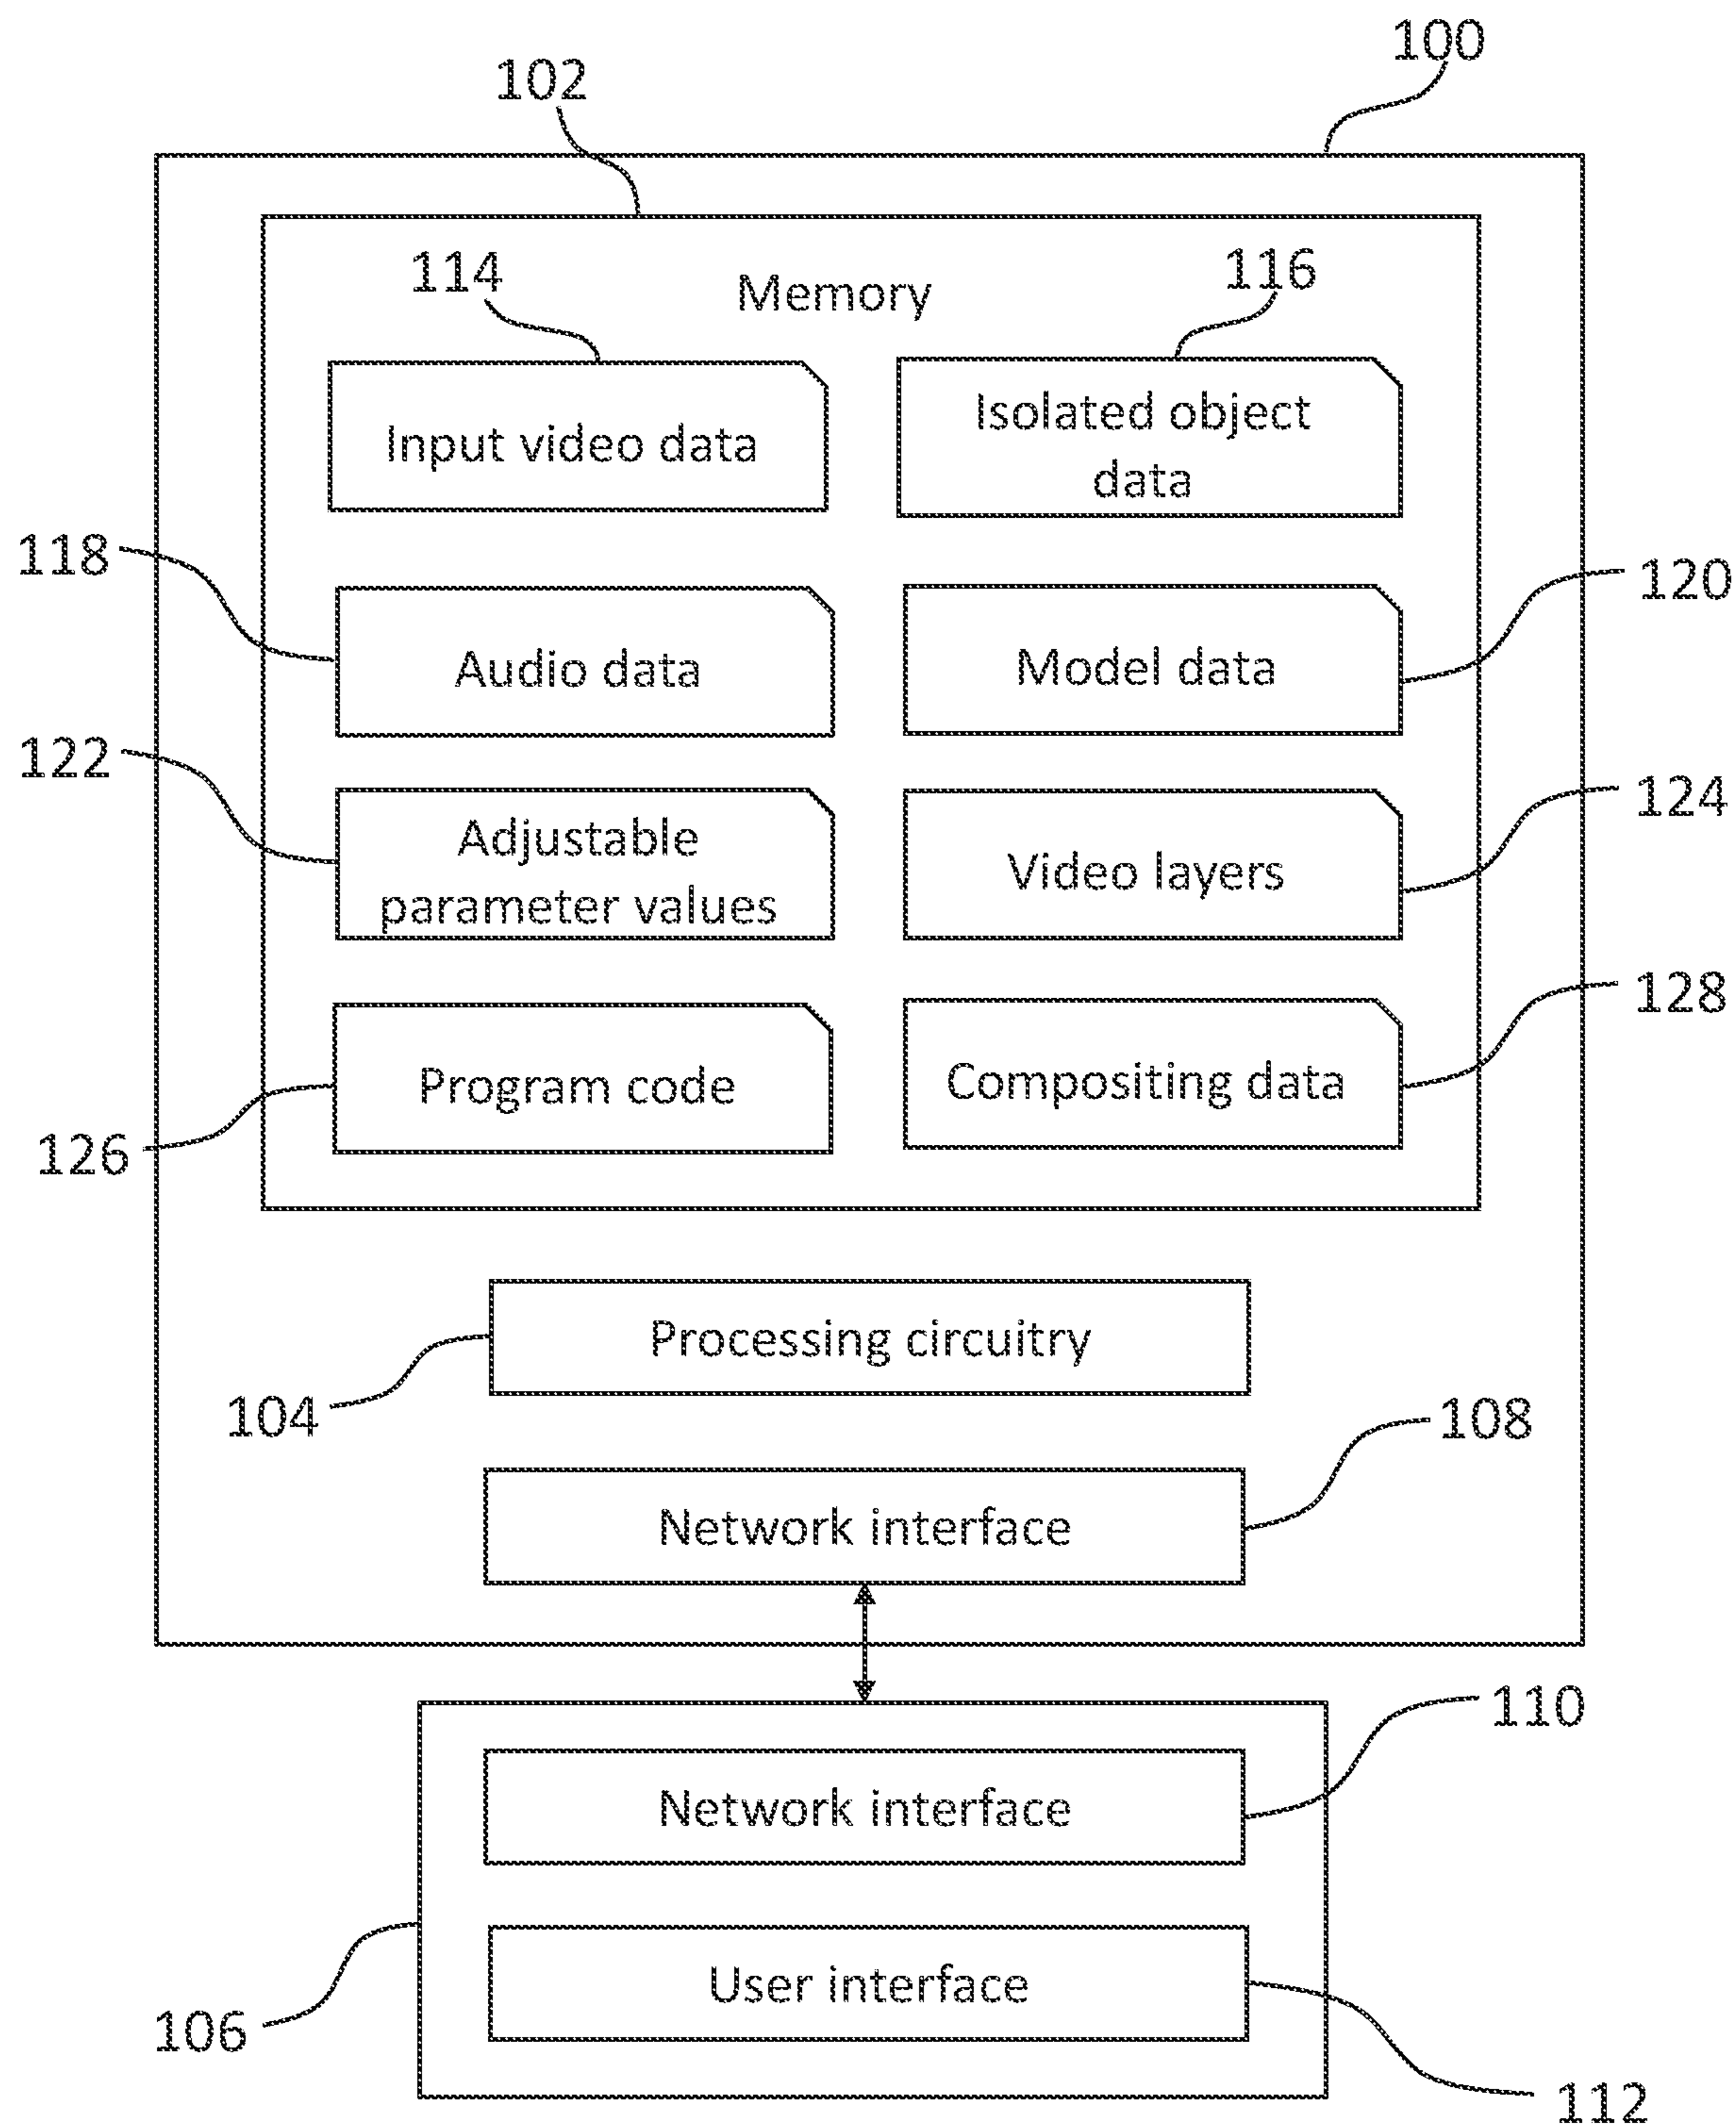 100
102
114
Memory
116
Input video data
Isolated object
data
118
120
Audio data
Model data
122
124
Adjustable
parameter values
Video layers
128
Program code
Compositing data
126
Processing circuitry
104
108
Network interface
110
Network interface
User interface
106
112